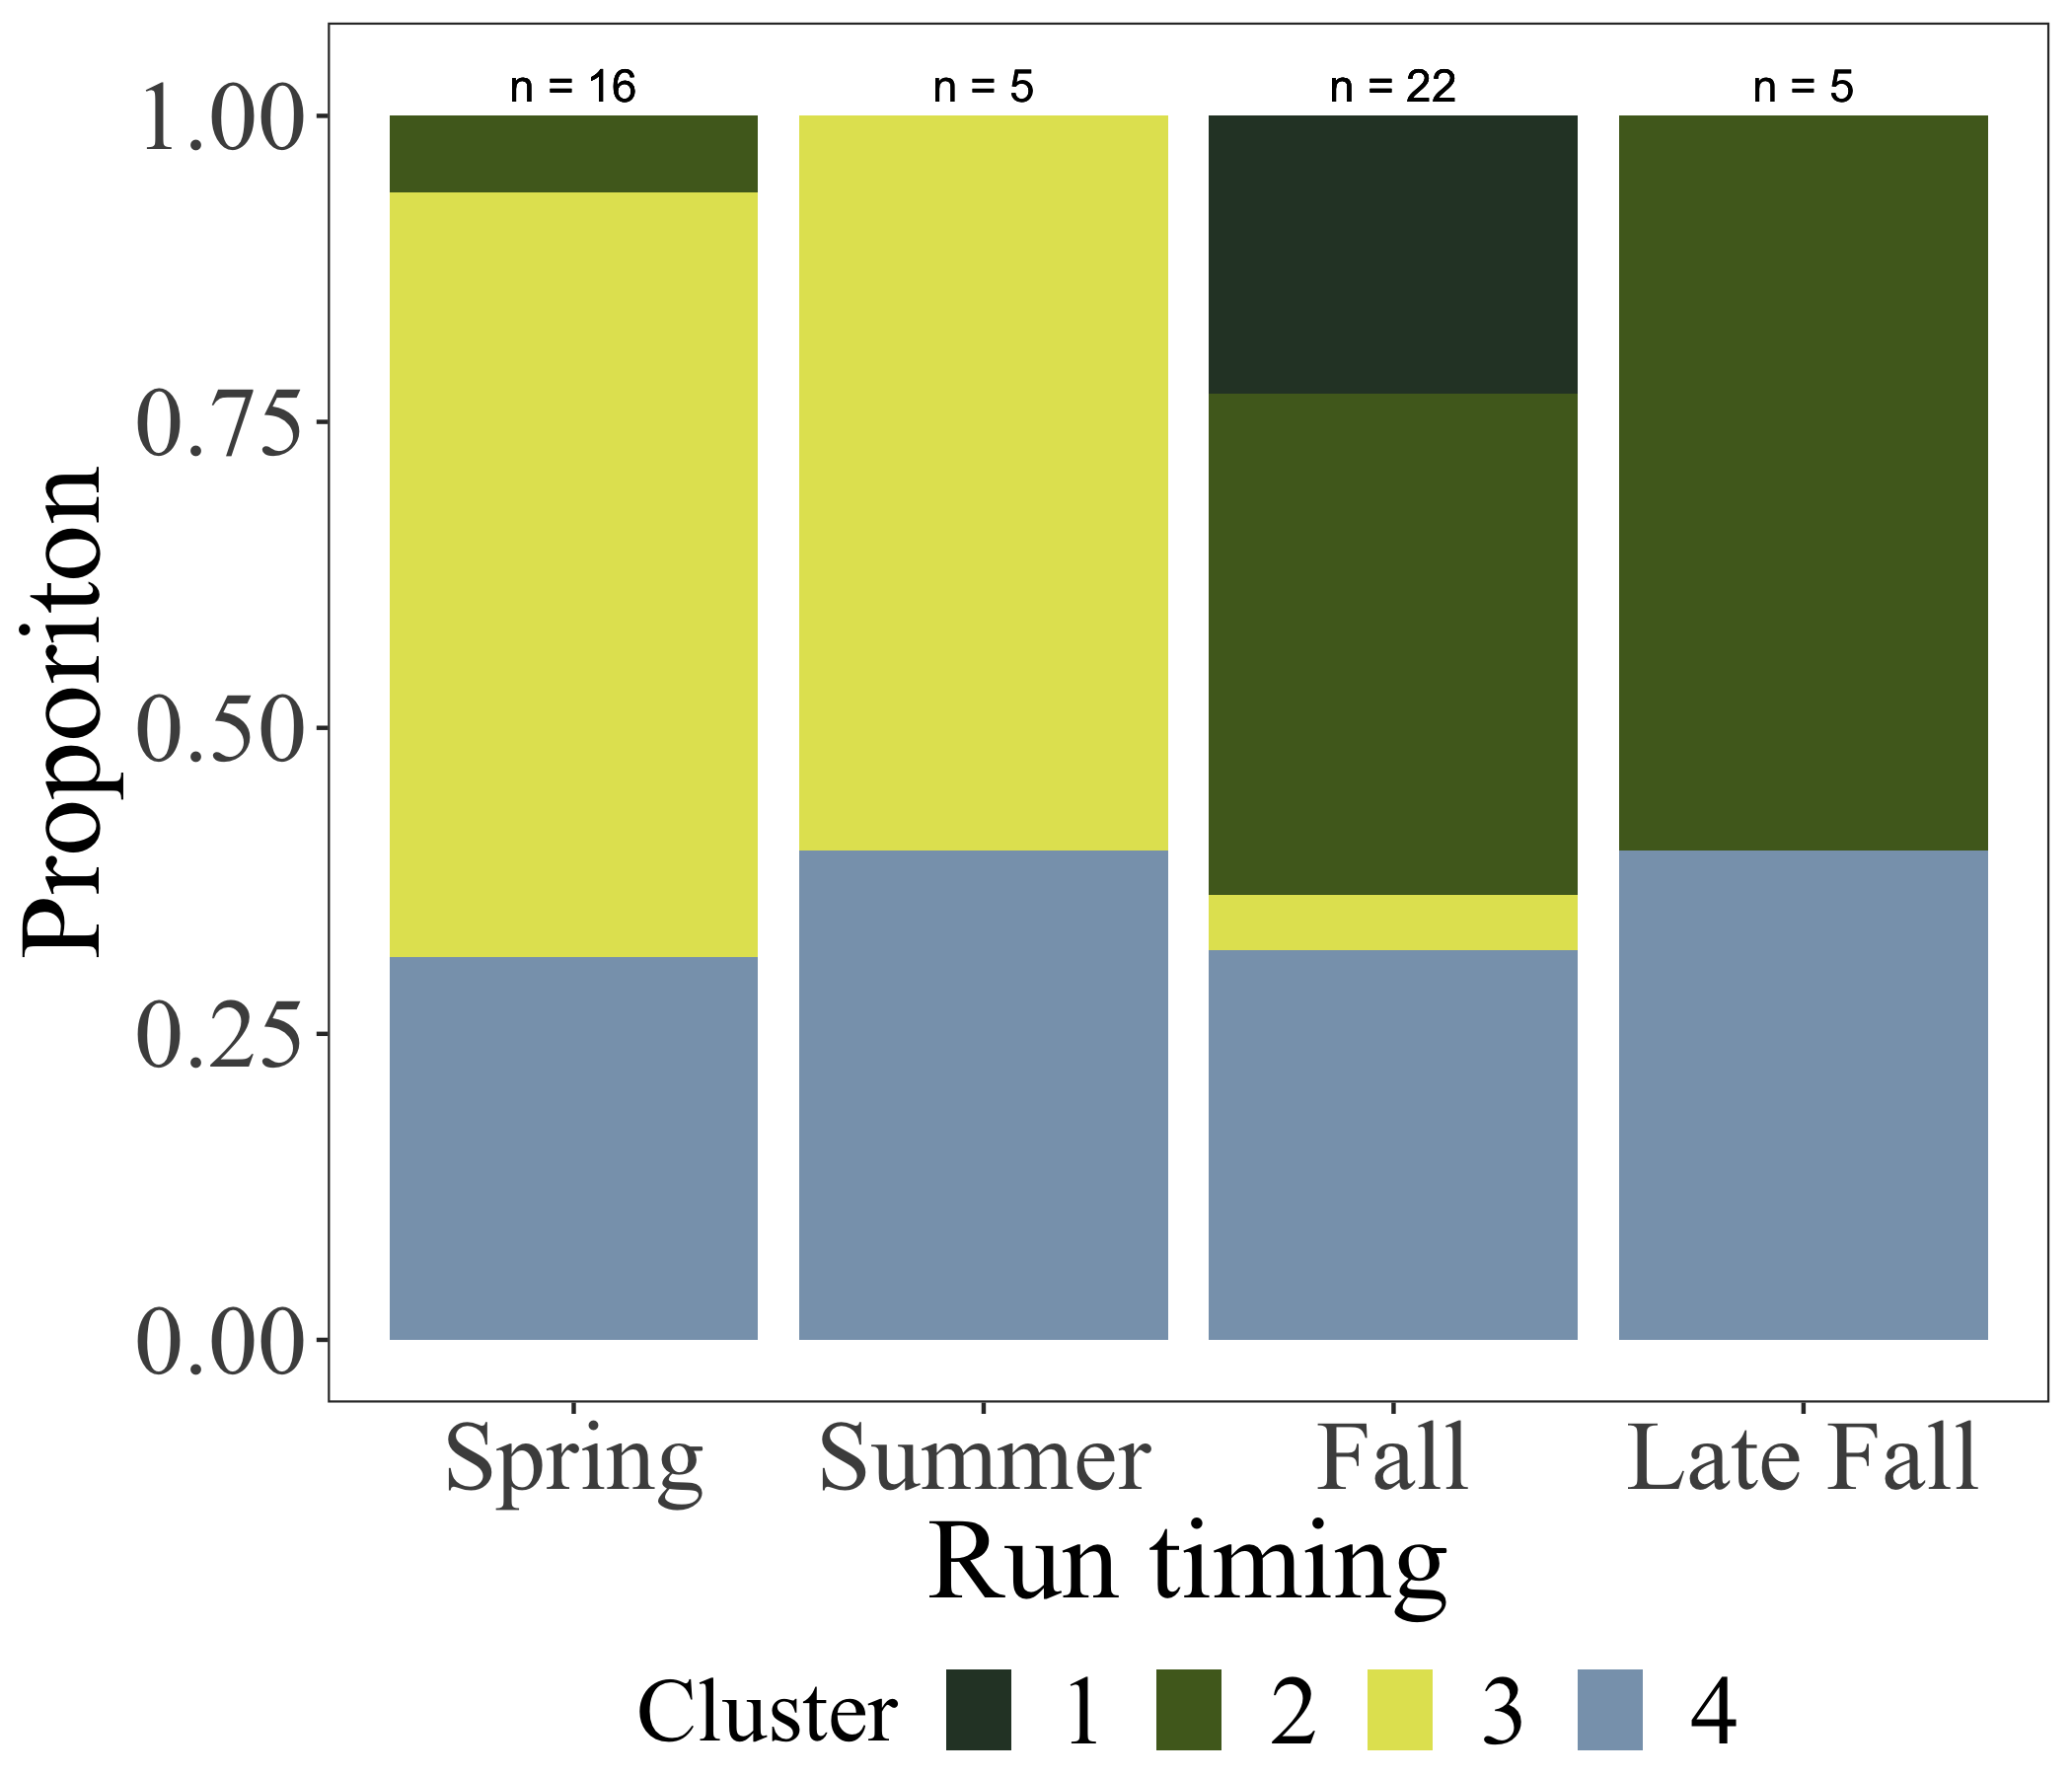 n = 16
n = 5
n = 22
n = 5
1.00
0.75
0.50
0.25
0.00
Proporiton
Spring
Summer
Fall
Late Fall
Run timing
Cluster 1 2 3 4